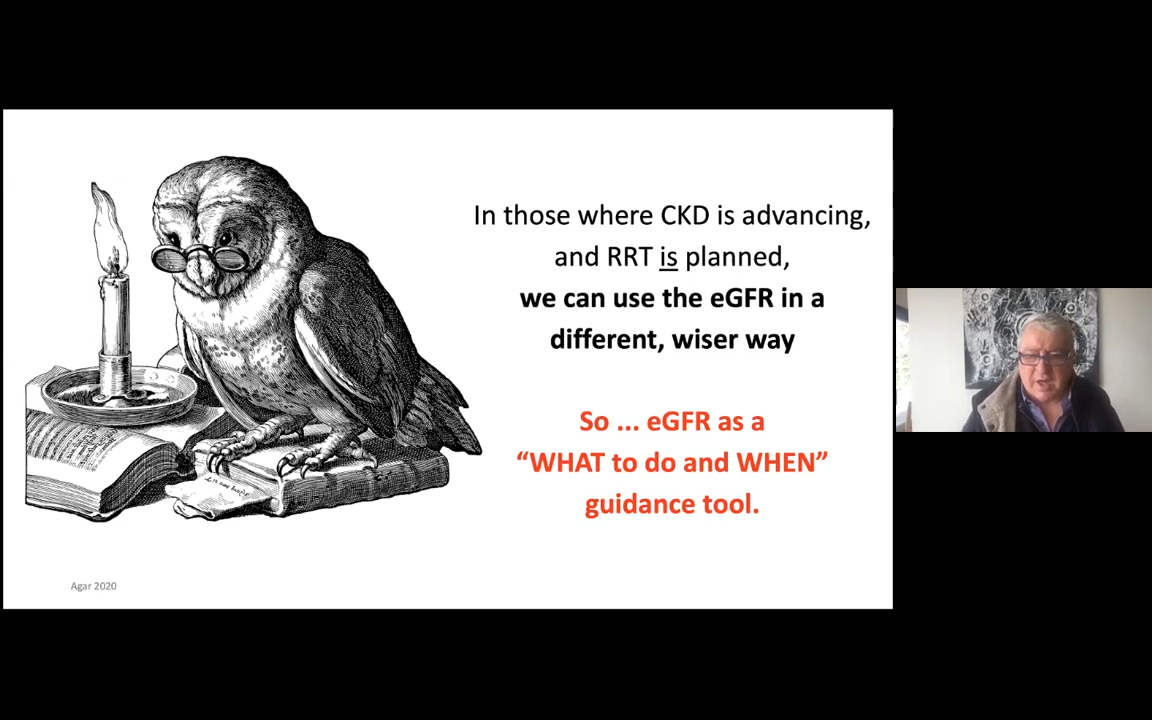 In those where CKD is advancing,
and RRT is planned,
we can use the eGFR in a
different, wiser way
So ... eGFR as a
“WHAT to do and WHEN”
guidance tool.
Agar 2020